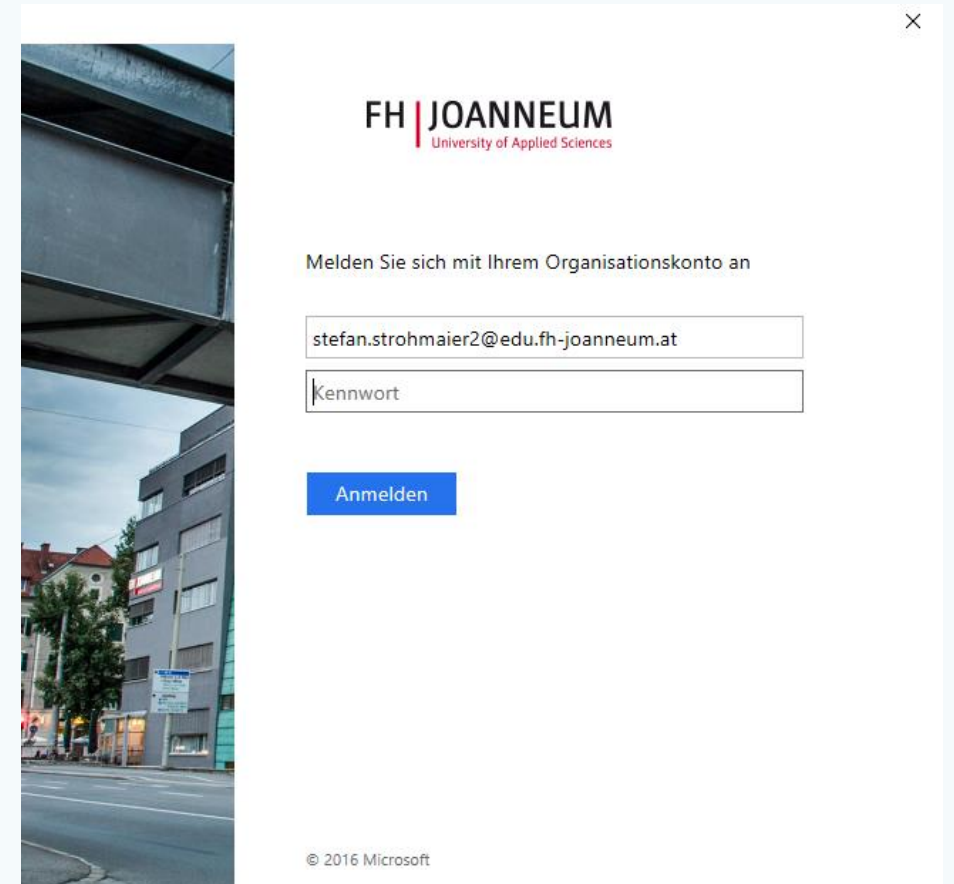 FH | JOANNEUM
University of Applied Sciences
Melden Sie sich mit Ihrem Organisationskonto an
stefan.strohmaier2@edu.fh-joanneum.at
Kennwort
Anmelden
© 2016 Microsoft